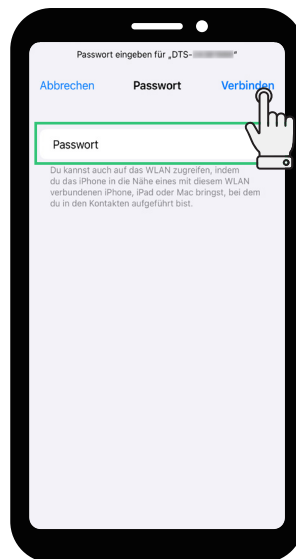 Passwort eingeben für „DTS-“
Abbrechen Passwort Verbinden
Passwort
Du kannst auch auf das WLAN zugreifen, indem
du das iPhone in die Nähe eines mit diesem WLAN
verbundenen iPhone, iPad oder Mac bringst, bei dem
du in den Kontakten aufgeführt bist.